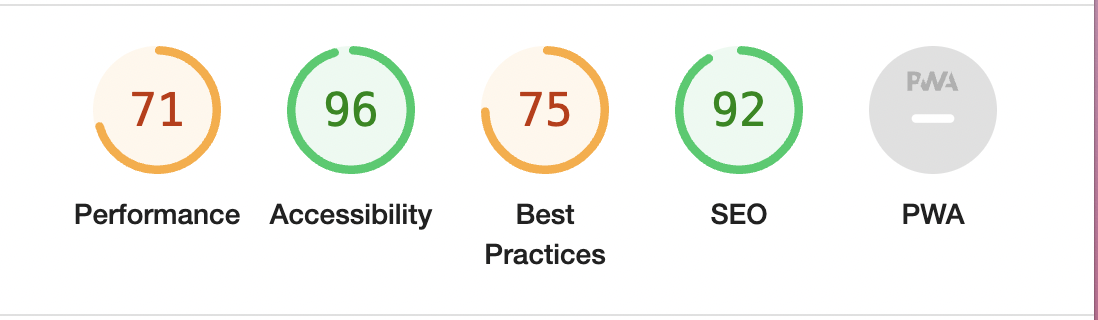 71
96
75
92
PWA
Performance
Accessibility
Best
Practices
SEO
PWA